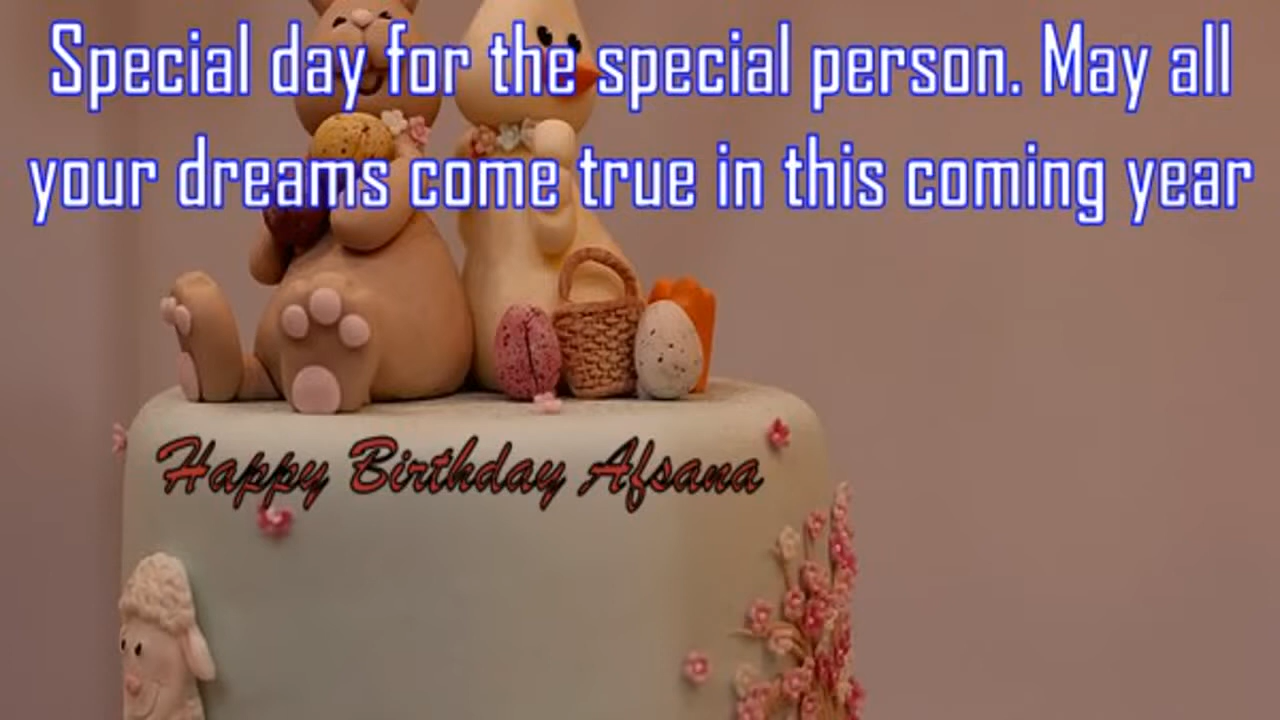 Special day for the special person. May all
your dreams come true in this coming year
Happy Birthday Afsana